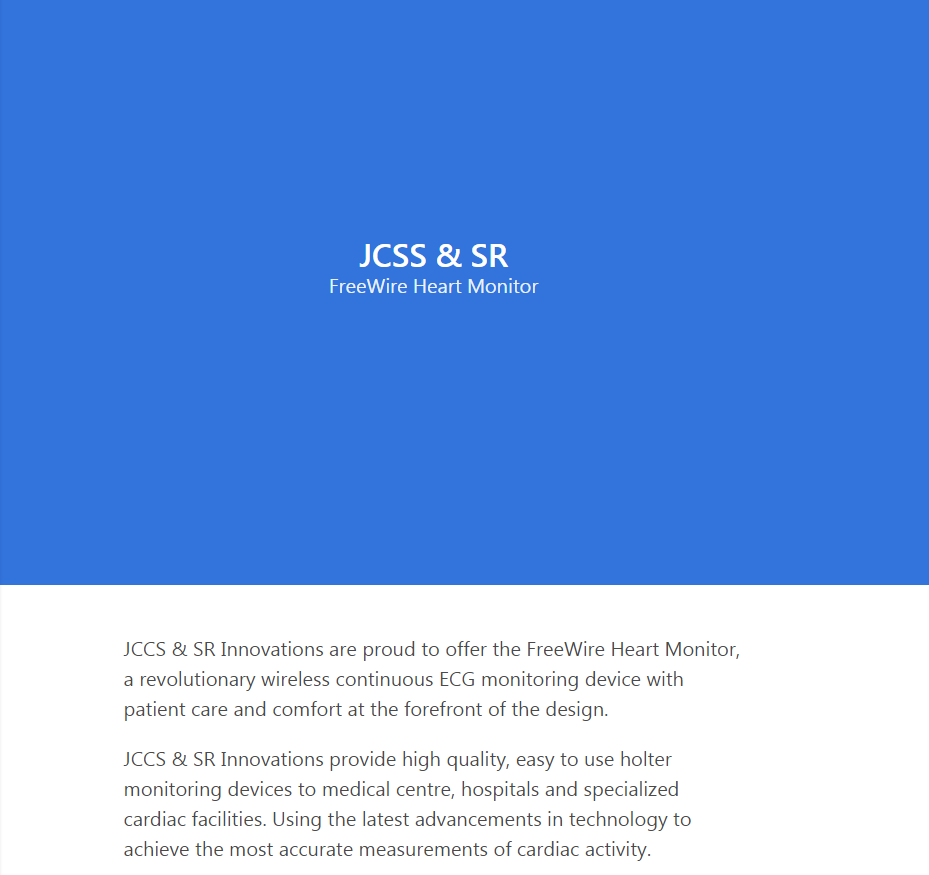 JCSS & SR
FreeWire Heart Monitor
JCCS & SR Innovations are proud to offer the FreeWire Heart Monitor,
a revolutionary wireless continuous ECG monitoring device with
patient care and comfort at the forefront of the design.
JCCS & SR Innovations provide high quality, easy to use holter
monitoring devices to medical centre, hospitals and specialized
cardiac facilities. Using the latest advancements in technology to
achieve the most accurate measurements of cardiac activity.